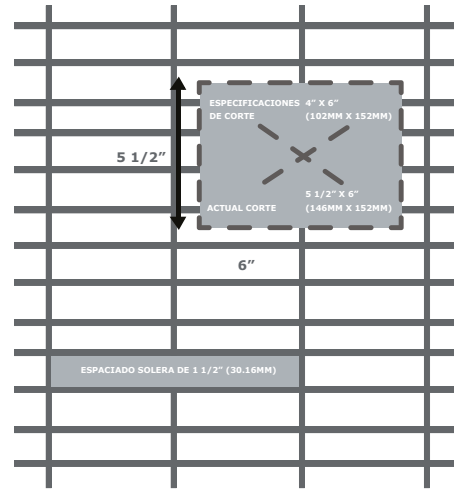 ESPECIFICACIONES 4” X 6”
DE CORTE (102MM X 152MM)
5 1/2”
5 1/2” X 6”
ACTUAL CORTE (146MM X 152MM)
6”
ESPACIADO SOLERA DE 1 1/2” (30.16MM)